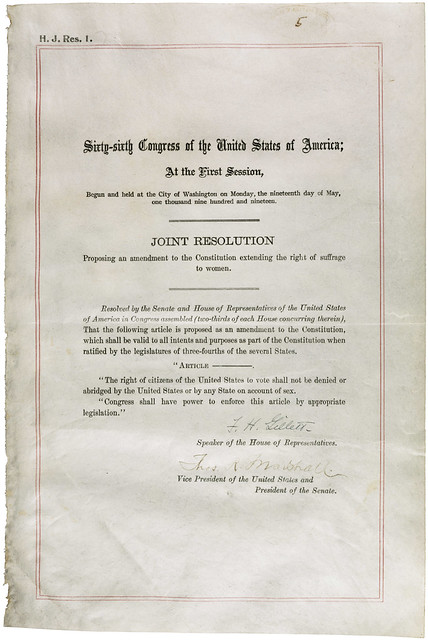 5
H. J. Res. 1.
Sixty-sixth Congress of the United States of America;
At the First Session,
Begun and held at the City of Washington on Monday, the nineteenth day of May,
one thousand nine hundred and nineteen.
JOINT RESOLUTION
Proposing an amendment to the Constitution extending the right of suffrage
to women.
Resolved by the Senate and House of Representatives of the United States
of America in Congress assembled (two-thirds of each House concurring therein),
That the following article is proposed as an amendment to the Constitution,
which shall be valid to all intents and purposes as part of the Constitution when
ratified by the legislatures of three-fourths of the several States.
"ARTICLE ————.
"The right of citizens of the United States to vote shall not be denied or
abridged by the United States or by any State on account of sex.
"Congress shall have power to enforce this article by appropriate
legislation."
F. H. Gillett
Speaker of the House of Representatives.
Thos. R. Marshall
Vice President of the United States and
President of the Senate.